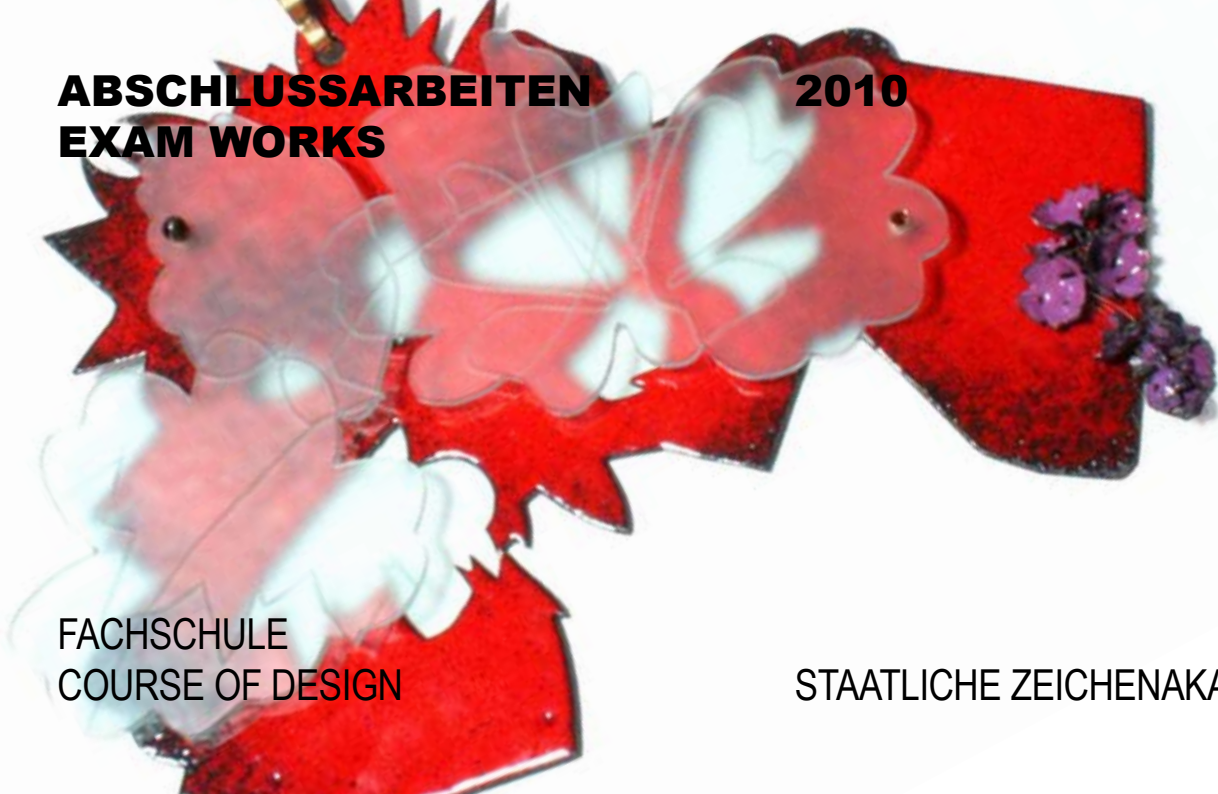 ABSCHLUSSARBEITEN 2010
EXAM WORKS
FACHSCHULE
COURSE OF DESIGN STAATLICHE ZEICHENAKA